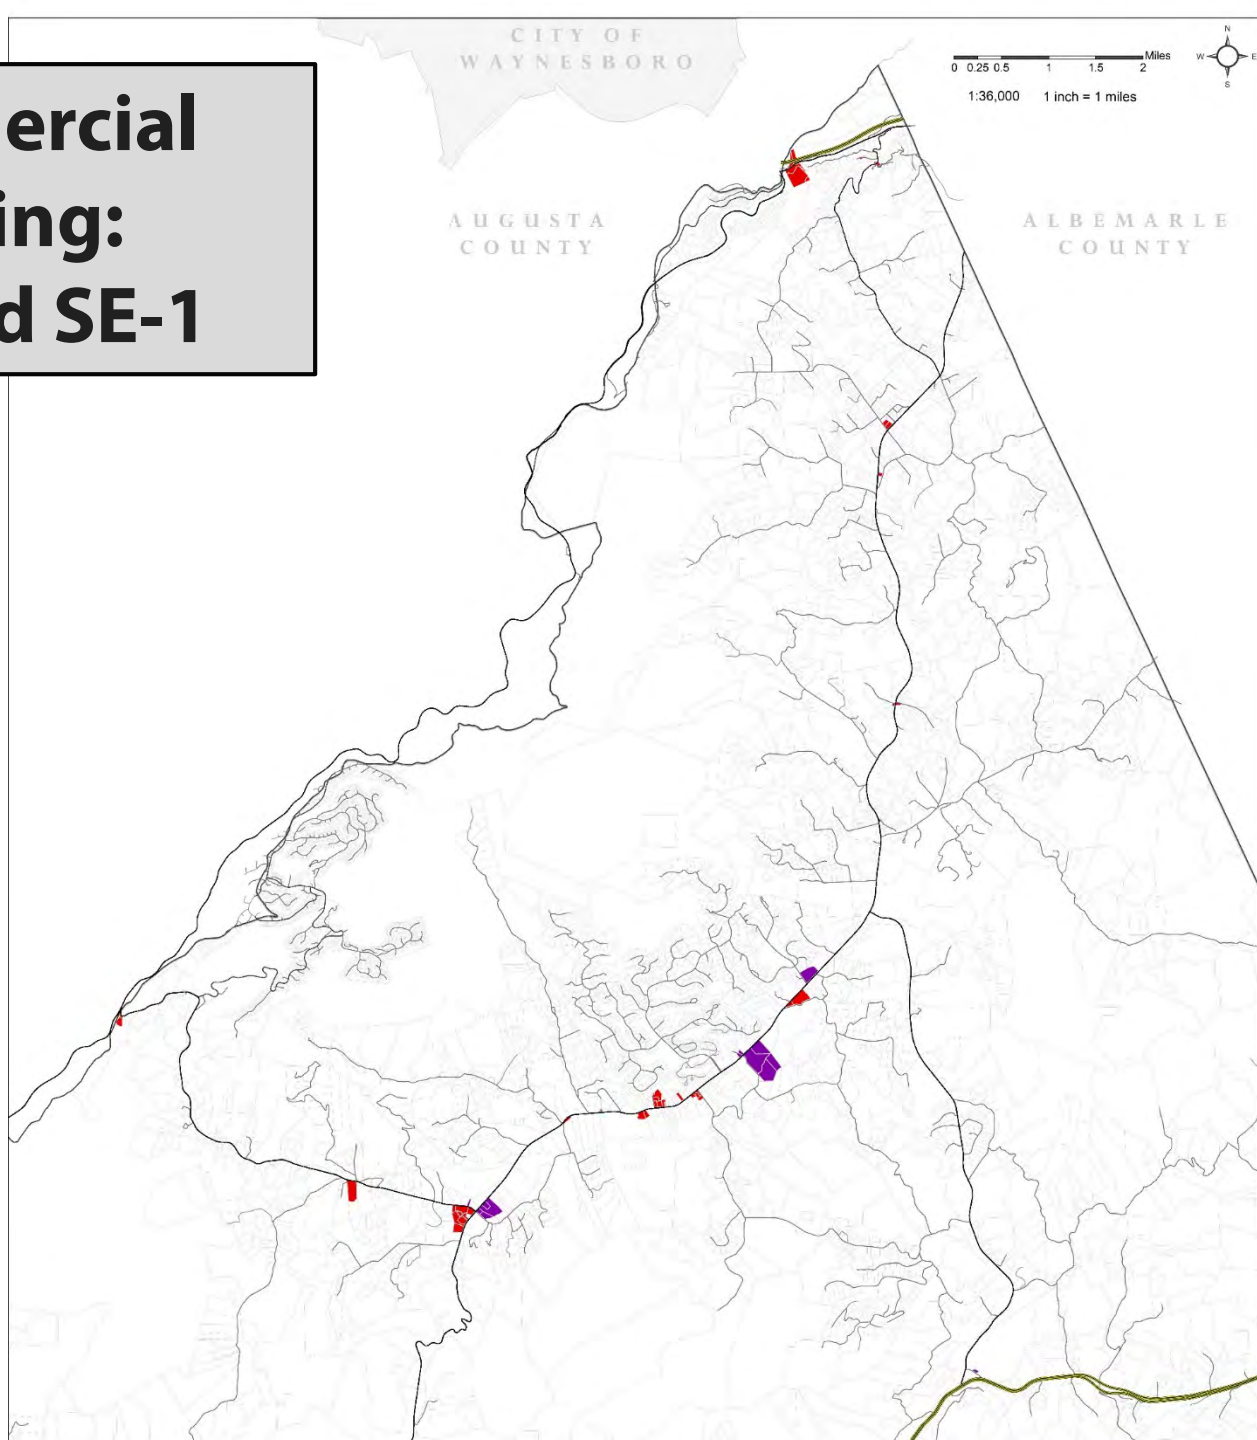 ercial
ing:
d SE-1
CITY OF
WAYNESBORO
AUGUSTA
COUNTY
ALBEMARLE
COUNTY
N
W E
S
Miles
0 0.25 0.5 1 1.5 2
1:36,000 1 inch = 1 miles